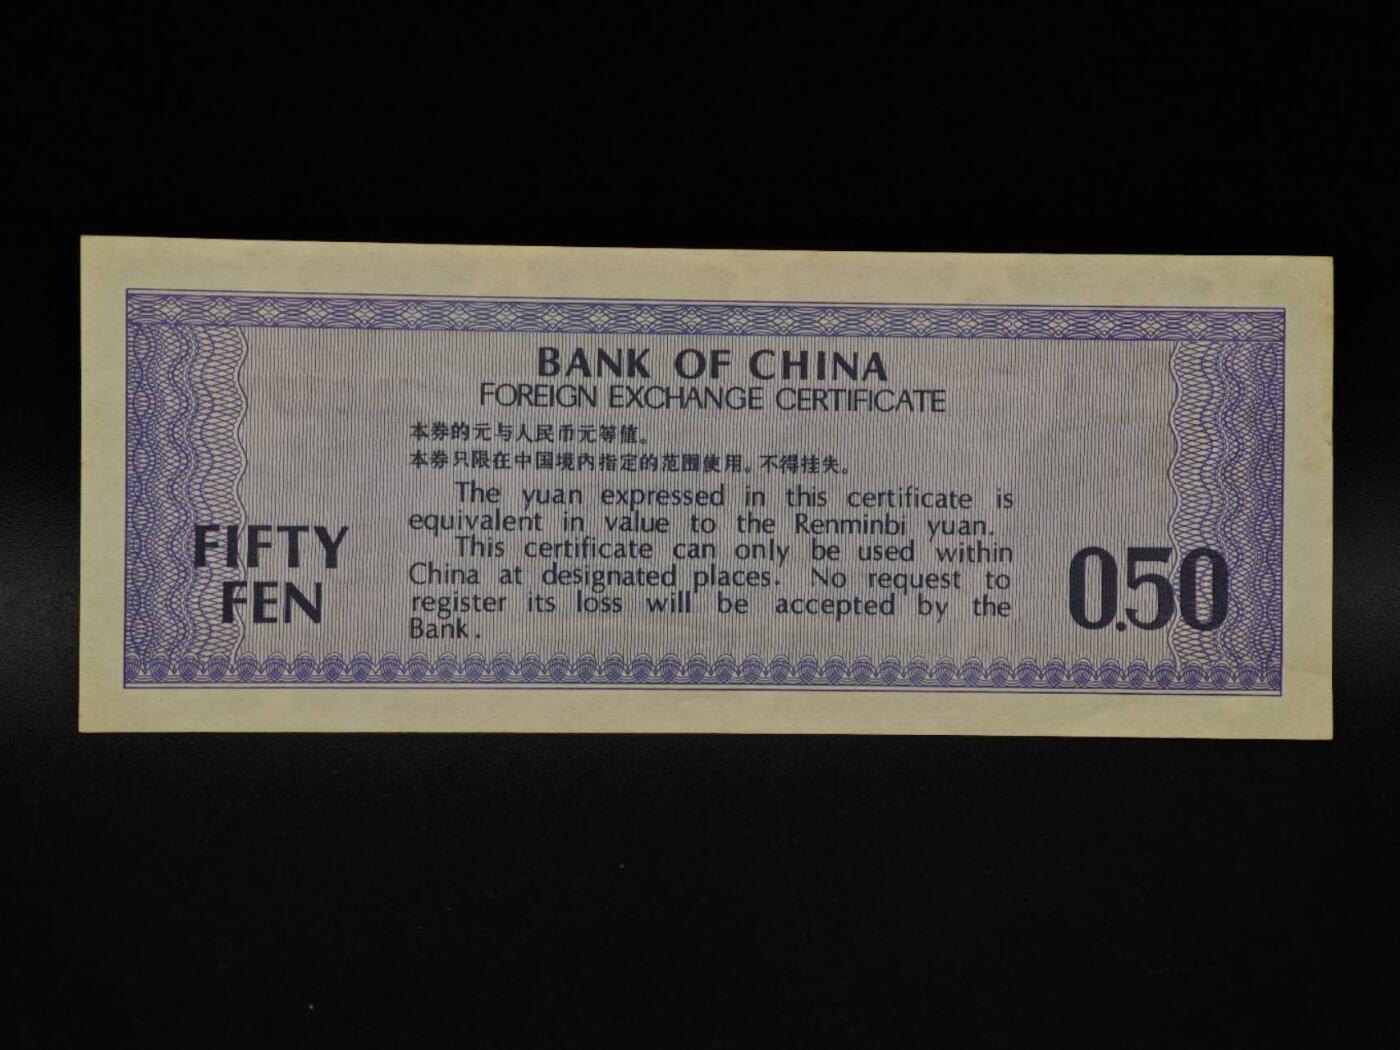 BANK OF CHINA
FOREIGN EXCHANGE CERTIFICATE
本券的元与人民币元等值。
本券只限在中国境内指定的范围使用。不得挂失。
The yuan expressed in this certificate is
equivalent in value to the Renminbi yuan.
This certificate can only be used within
China at designated places. No request to
register its loss will be accepted by the
Bank.
FIFTY
FEN
0.50